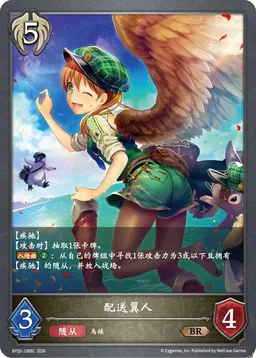 5
【疾驰】
【攻击时】抽取1张卡牌。
入场曲 2 : 从自己的牌组中寻找1张攻击力为3或以下且拥有
【疾驰】的随从,并放入战场。
配送翼人
3
随从
鸟族
BR
4
© Cygames, Inc. Published by NetEase Games